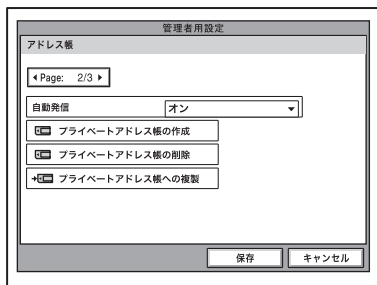 管理者用設定
アドレス帳
Page: 2/3
自動発信 オン
プライベートアドレス帳の作成
プライベートアドレス帳の削除
プライベートアドレス帳への複製
保存 キャンセル